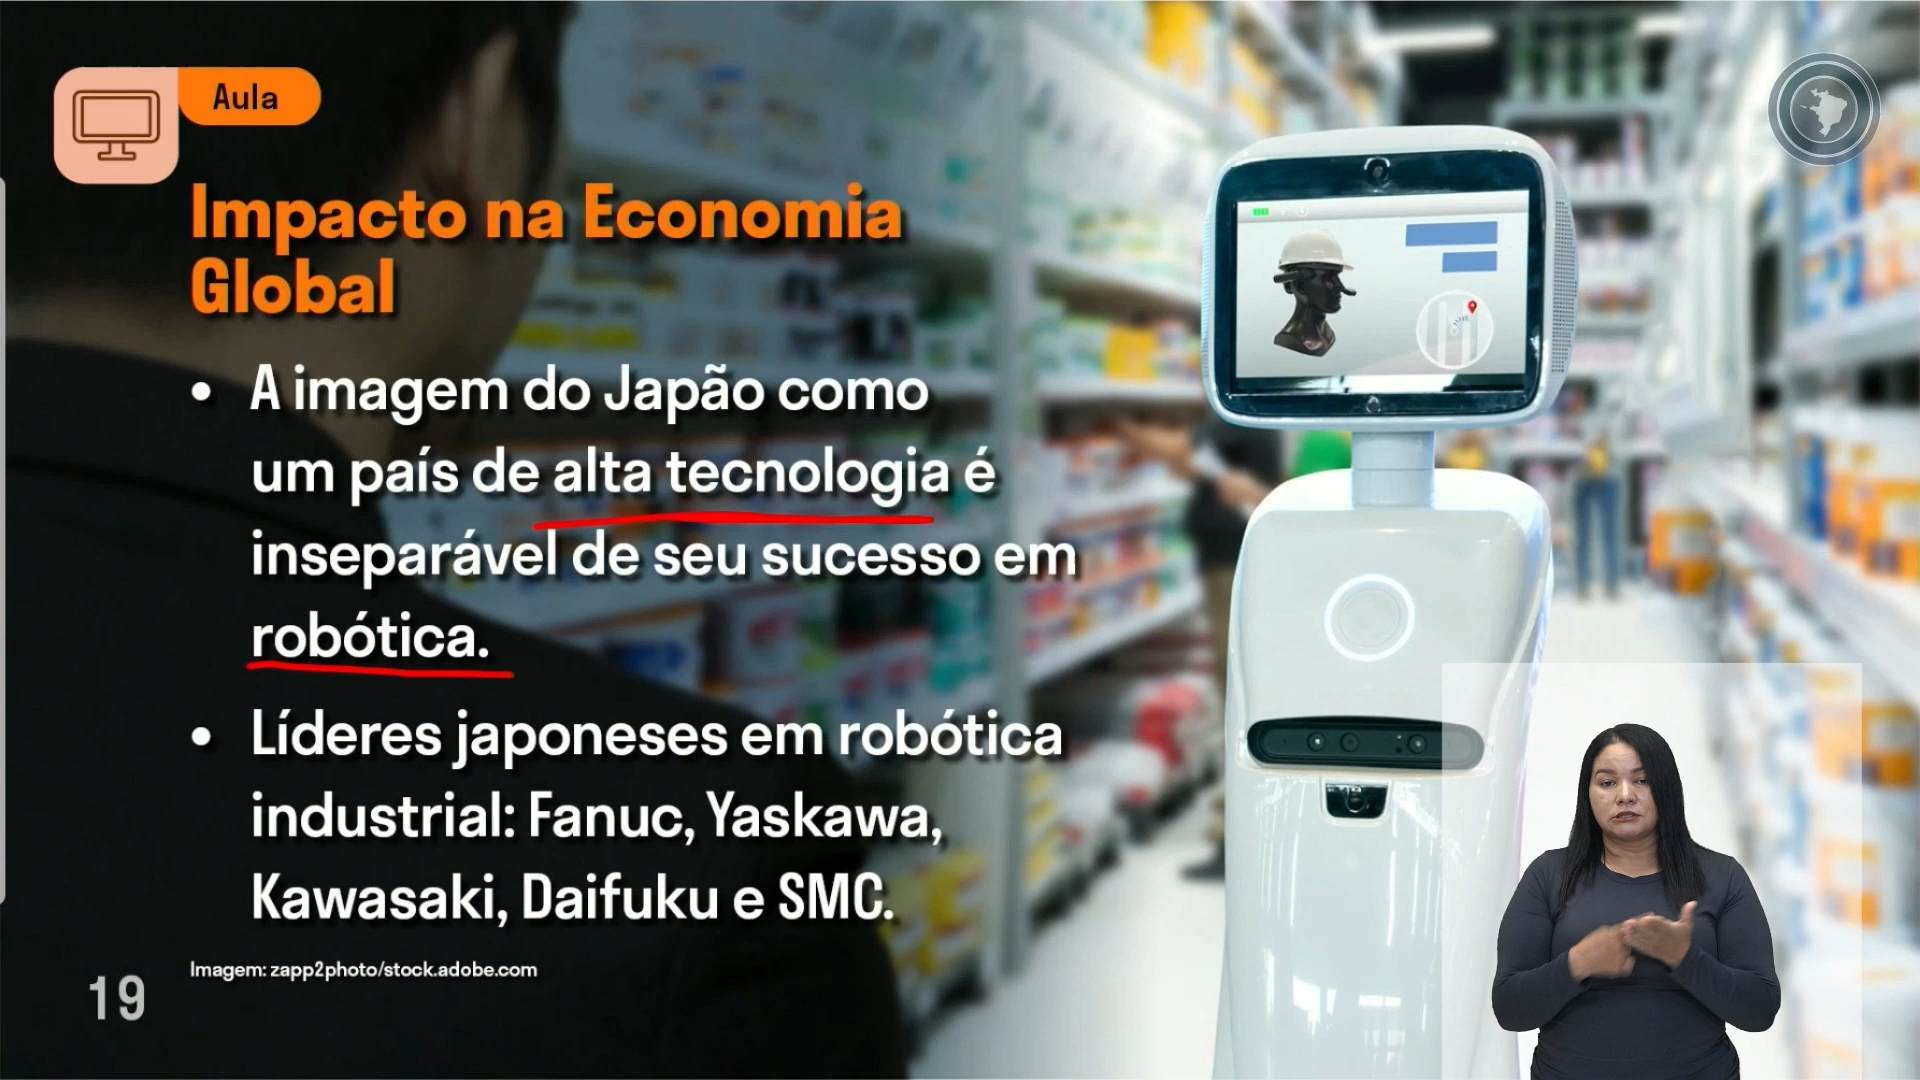 Aula
Impacto na Economia
Global
• A imagem do Japão como
um país de alta tecnologia é
inseparável de seu sucesso em
robótica.
• Líderes japoneses em robótica
industrial: Fanuc, Yaskawa,
Kawasaki, Daifuku e SMC.
Imagem: zapp2photo/stock.adobe.com
19